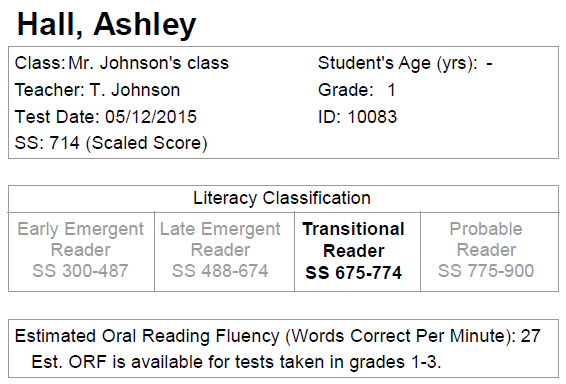 Hall, Ashley
Class: Mr. Johnson's class Student's Age (yrs): -
Teacher: T. Johnson Grade: 1
Test Date: 05/12/2015 ID: 10083
SS: 714 (Scaled Score)
Literacy Classification
Early Emergent
Reader
SS 300-487
Late Emergent
Reader
SS 488-674
Transitional
Reader
SS 675-774
Probable
Reader
SS 775-900
Estimated Oral Reading Fluency (Words Correct Per Minute): 27
Est. ORF is available for tests taken in grades 1-3.